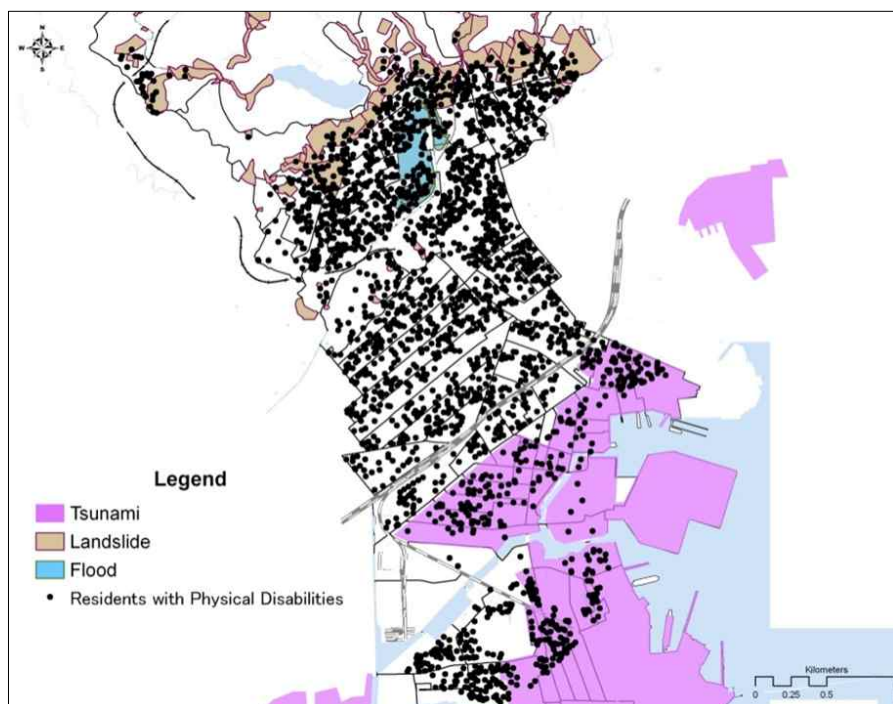 N
W E
S
Legend
Tsunami
Landslide
Flood
Residents with Physical Disabilities
Kilometers
0 0.25 0.5